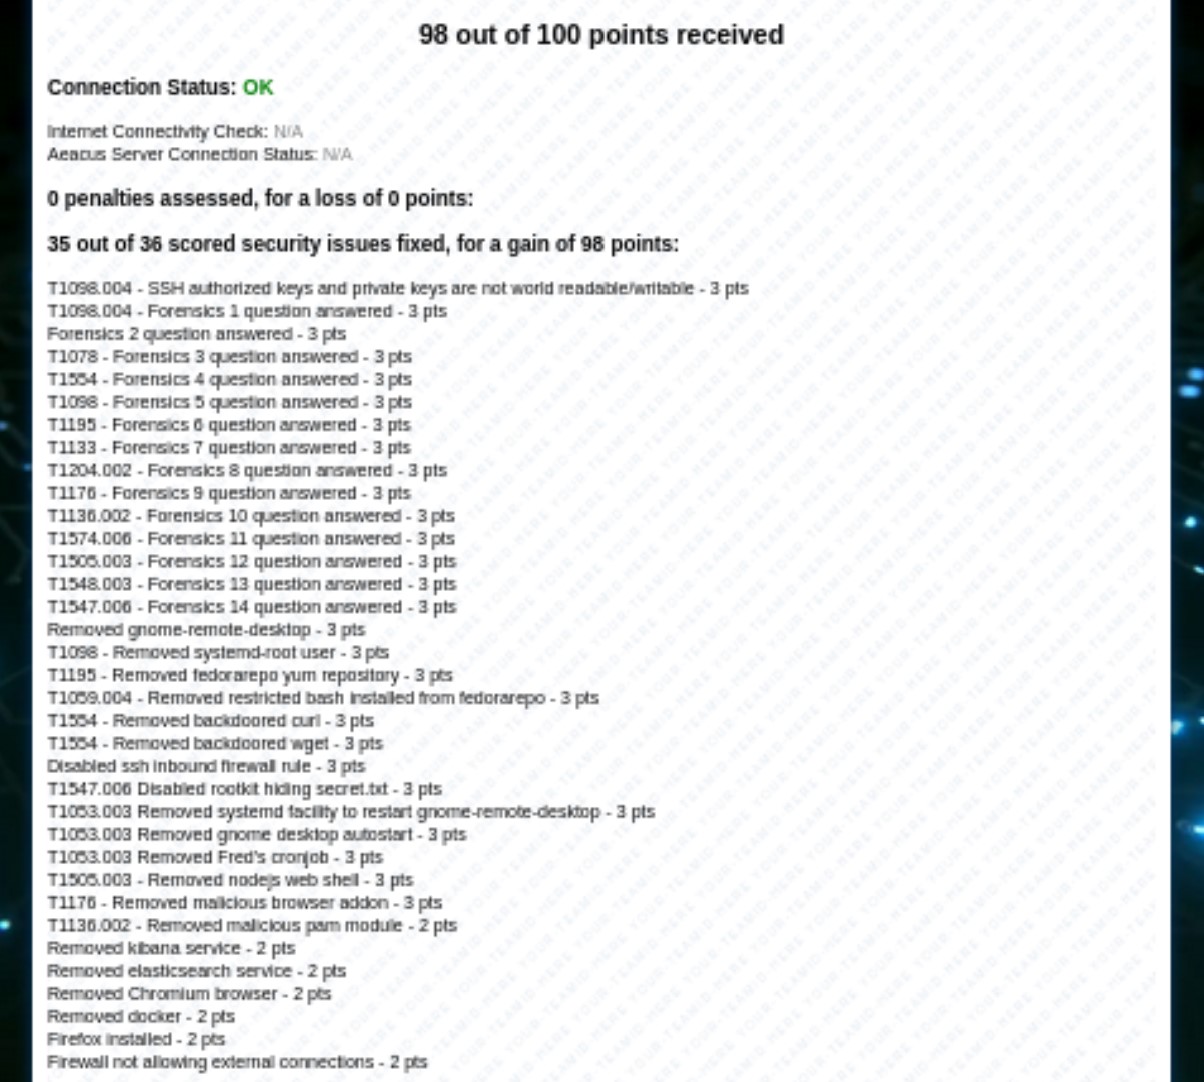 98 out of 100 points received
Connection Status: OK
Internet Connectivity Check: N/A
Aeacus Server Connection Status: N/A
0 penalties assessed, for a loss of 0 points:
35 out of 36 scored security issues fixed, for a gain of 98 points:
T1098.004 - SSH authorized keys and private keys are not world readable/writable - 3 pts
T1098.004 - Forensics 1 question answered - 3 pts
Forensics 2 question answered - 3 pts
T1078 - Forensics 3 question answered - 3 pts
T1554 - Forensics 4 question answered - 3 pts
T1098 - Forensics 5 question answered - 3 pts
T1195 - Forensics 6 question answered - 3 pts
T1133 - Forensics 7 question answered - 3 pts
T1204.002 - Forensics 8 question answered - 3 pts
T1176 - Forensics 9 question answered - 3 pts
T1136.002 - Forensics 10 question answered - 3 pts
T1574.006 - Forensics 11 question answered - 3 pts
T1505.003 - Forensics 12 question answered - 3 pts
T1548.003 - Forensics 13 question answered - 3 pts
T1547.006 - Forensics 14 question answered - 3 pts
Removed gnome-remote-desktop - 3 pts
T1098 - Removed systemd-root user - 3 pts
T1195 - Removed fedorarepo yum repository - 3 pts
T1059.004 - Removed restricted bash installed from fedorarepo - 3 pts
T1554 - Removed backdoored curl - 3 pts
T1554 - Removed backdoored wget - 3 pts
Disabled ssh inbound firewall rule - 3 pts
T1547.006 Disabled rootkit hiding secret.txt - 3 pts
T1053.003 Removed systemd facility to restart gnome-remote-desktop - 3 pts
T1053.003 Removed gnome desktop autostart - 3 pts
T1053.003 Removed Fred's cronjob - 3 pts
T1505.003 - Removed nodejs web shell - 3 pts
T1176 - Removed malicious browser addon - 3 pts
T1136.002 - Removed malicious pam module - 2 pts
Removed kibana service - 2 pts
Removed elasticsearch service - 2 pts
Removed Chromium browser - 2 pts
Removed docker - 2 pts
Firefox installed - 2 pts
Firewall not allowing external connections - 2 pts